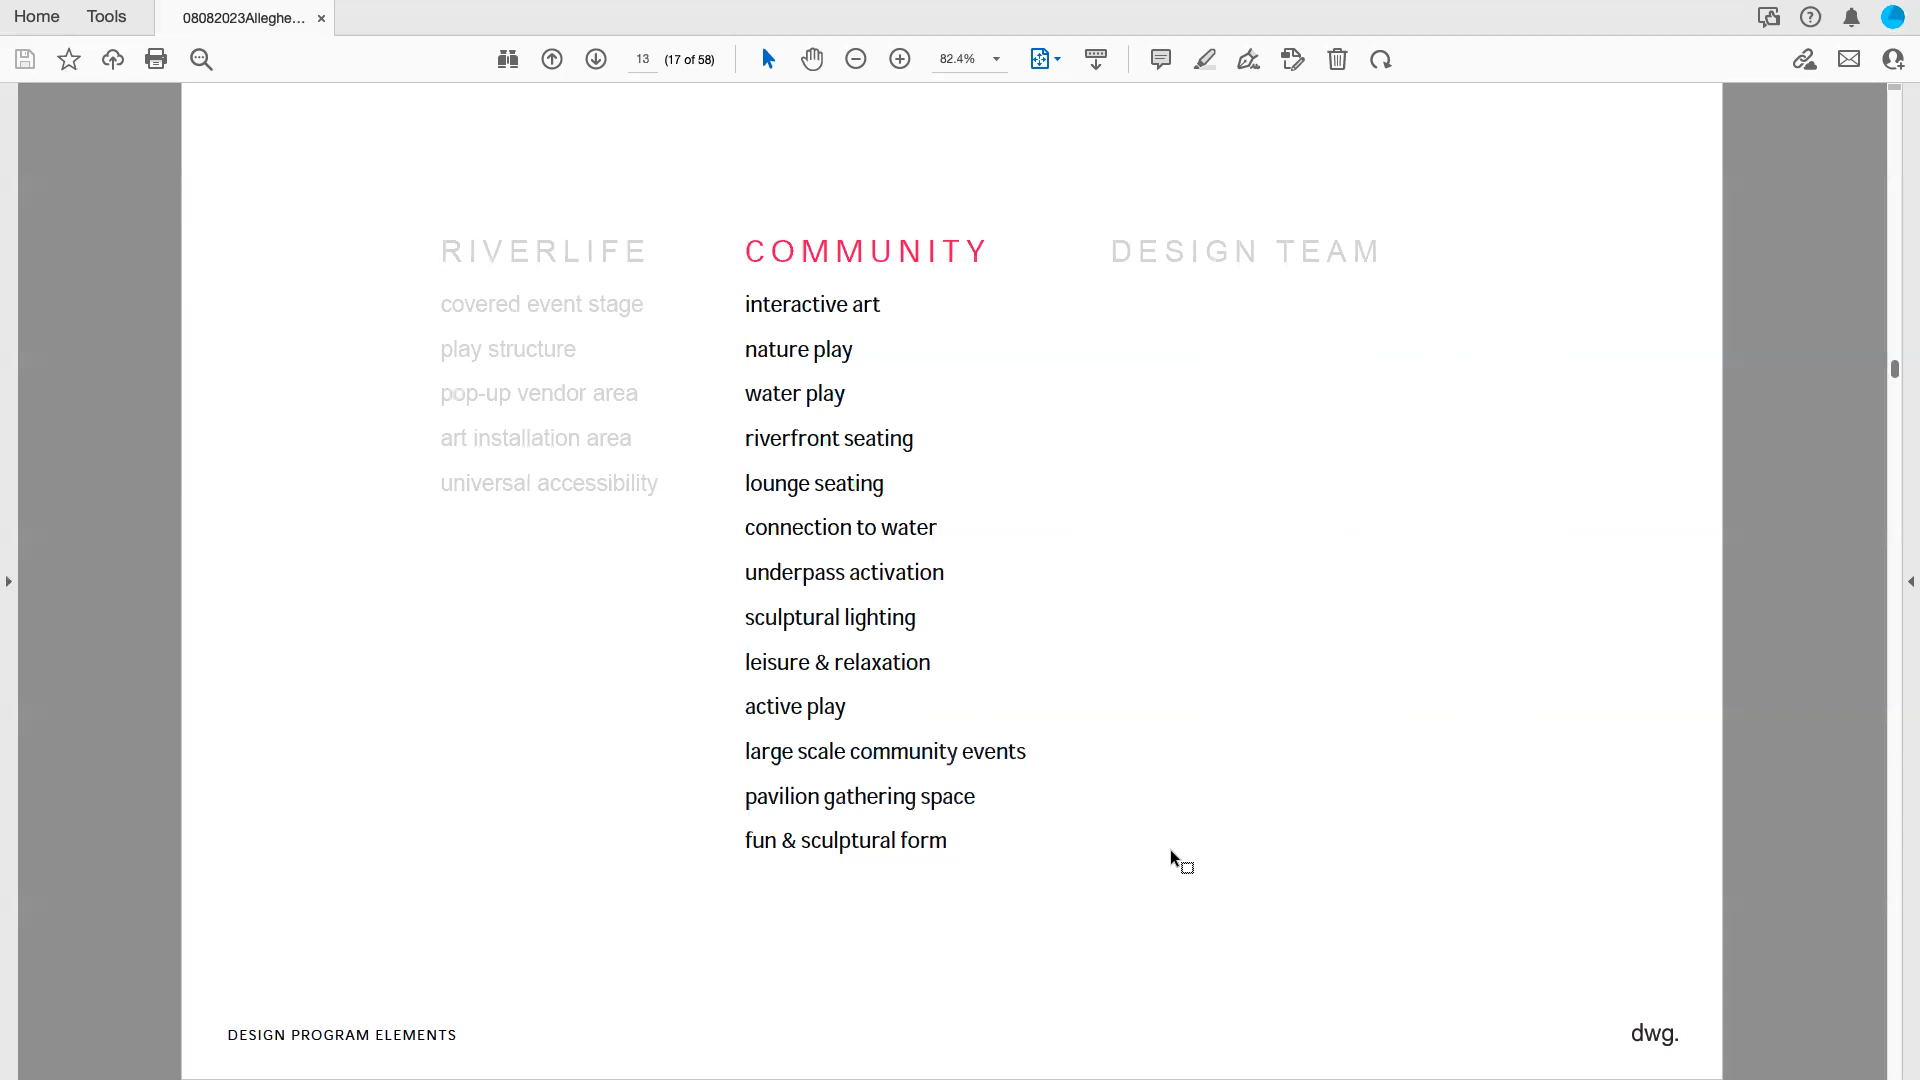 Home Tools 08082023Alleghe... ×
13 (17 of 58) 82.4%
RIVERLIFE
covered event stage
play structure
pop-up vendor area
art installation area
universal accessibility
COMMUNITY
interactive art
nature play
water play
riverfront seating
lounge seating
connection to water
underpass activation
sculptural lighting
leisure & relaxation
active play
large scale community events
pavilion gathering space
fun & sculptural form
DESIGN TEAM
DESIGN PROGRAM ELEMENTS
dwg.